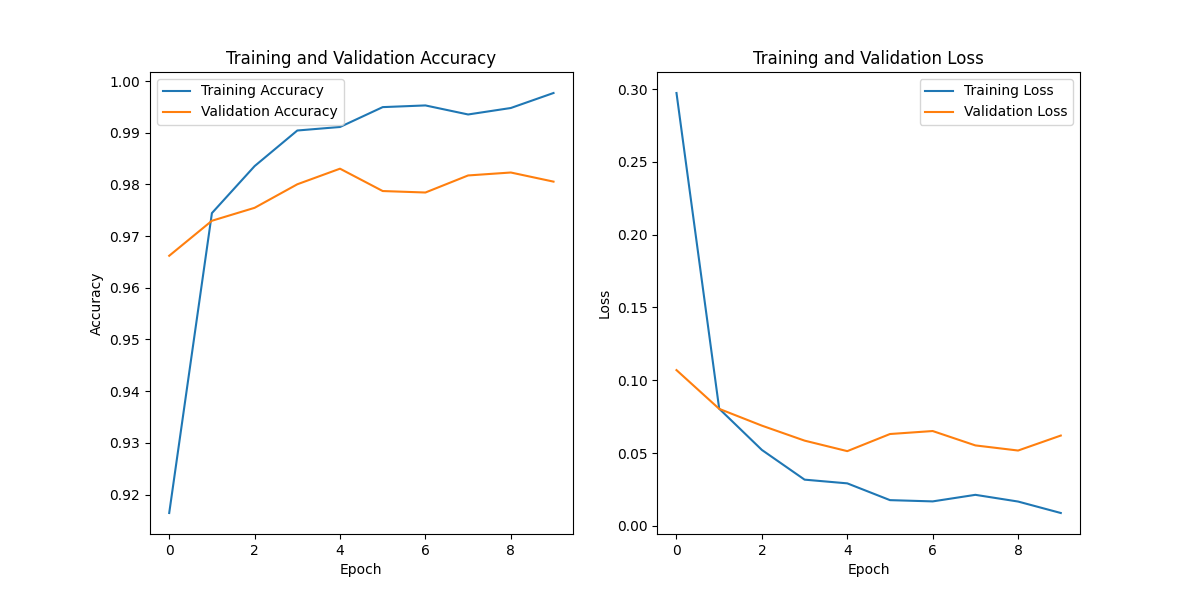 Training and Validation Accuracy
Training Accuracy
Validation Accuracy
1.00
0.99
0.98
0.97
0.96
0.95
0.94
0.93
0.92
Accuracy
0 2 4 6 8
Epoch
Training and Validation Loss
Training Loss
Validation Loss
0.30
0.25
0.20
0.15
0.10
0.05
0.00
Loss
0 2 4 6 8
Epoch